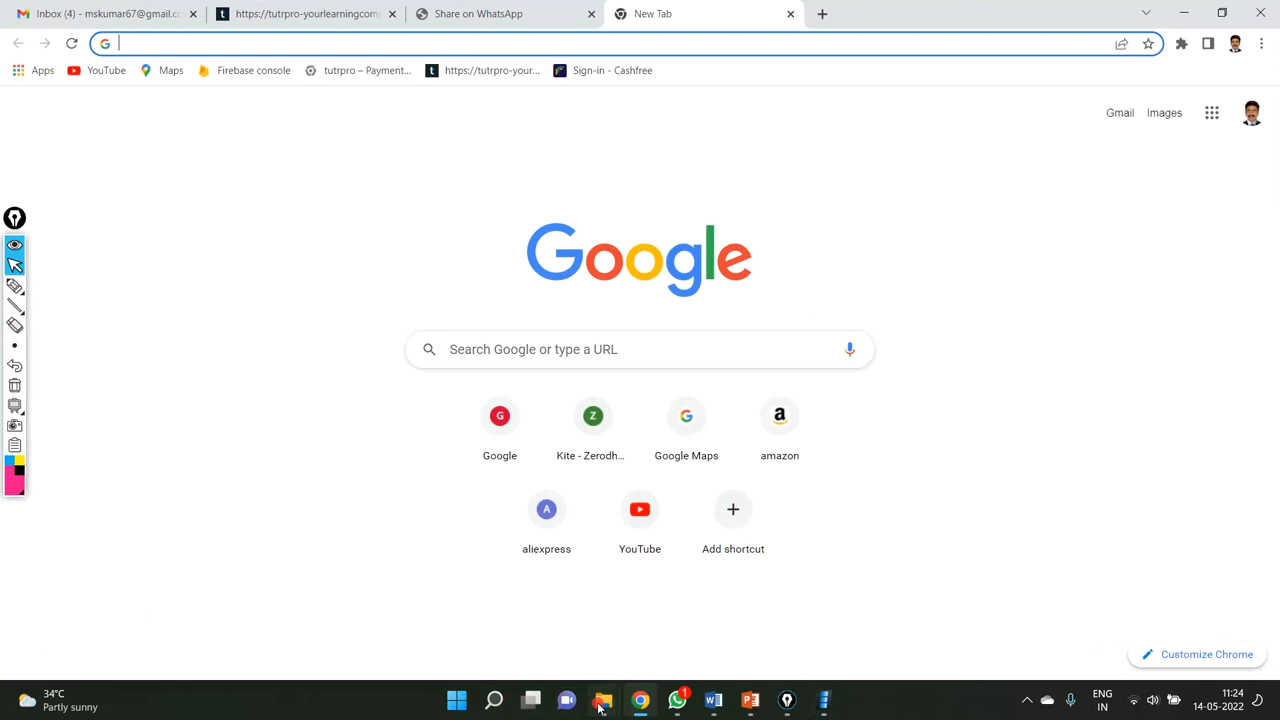 Inbox (4) - mskumar67@gmail.cc
https://tutrpro-yourlearningcom
Share on WhatsApp
New Tab
Apps
YouTube
Maps
Firebase console
tutrpro – Payment...
https://tutrpro-your...
Sign-in - Cashfree
Gmail
Images
Google
Search Google or type a URL
G
Z
a
Google
Kite - Zerodh...
Google Maps
amazon
A
aliexpress
YouTube
Add shortcut
Customize Chrome
34°C
Partly sunny
1
ENG
IN
11:24
14-05-2022